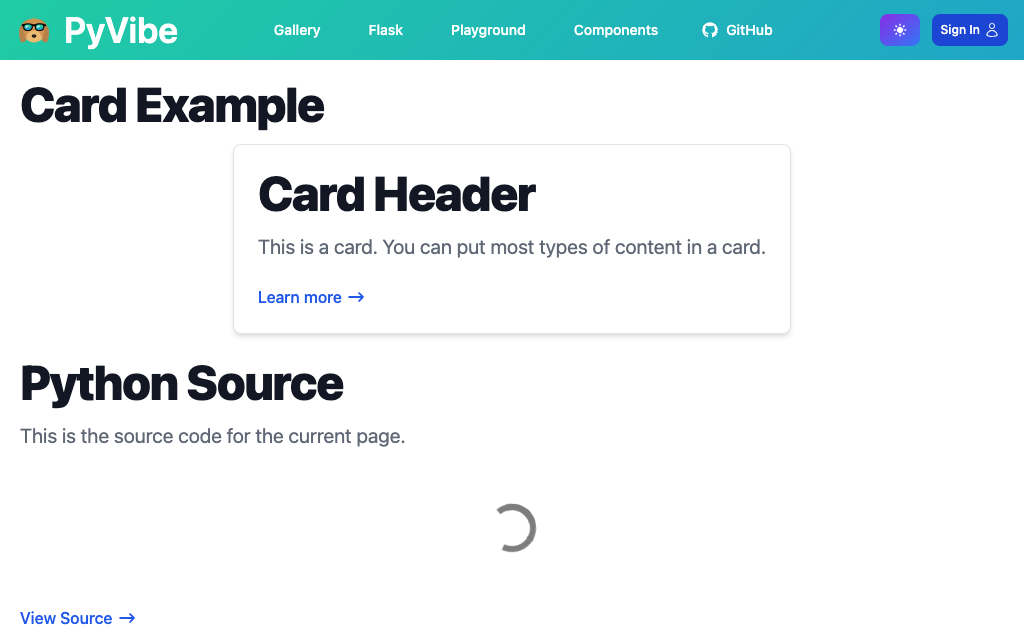 PyVibe
Gallery
Flask
Playground
Components
GitHub
Sign In
Card Example
Card Header
This is a card. You can put most types of content in a card.
Learn more →
Python Source
This is the source code for the current page.
View Source →